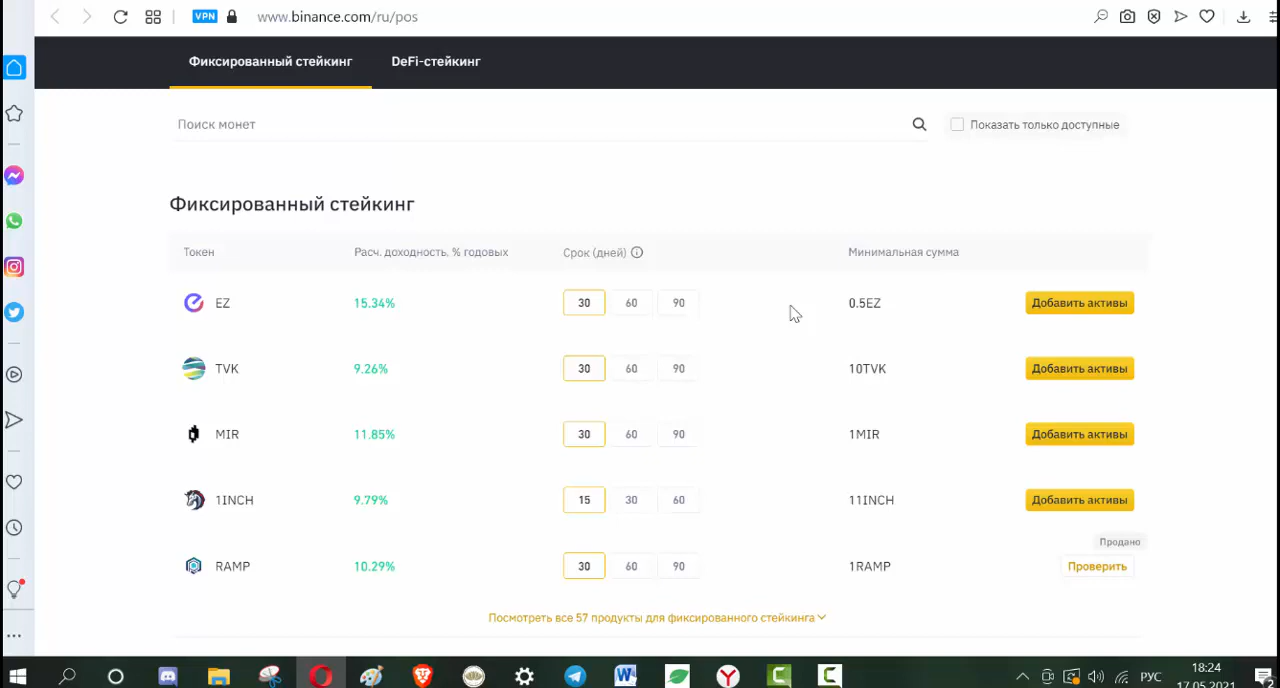 VPN www.binance.com/ru/pos
Фиксированный стейкинг DeFi-стейкинг
Поиск монет Показать только доступные
Фиксированный стейкинг
Токен Расч. доходность, % годовых Срок (дней) Минимальная сумма
EZ 15.34% 30 60 90 0.5EZ Добавить активы
TVK 9.26% 30 60 90 10TVK Добавить активы
MIR 11.85% 30 60 90 1MIR Добавить активы
1INCH 9.79% 15 30 60 11INCH Добавить активы
Продано
RAMP 10.29% 30 60 90 1RAMP Проверить
Посмотреть все 57 продукты для фиксированного стейкинга
РУС 18:24
17.05.2021 2